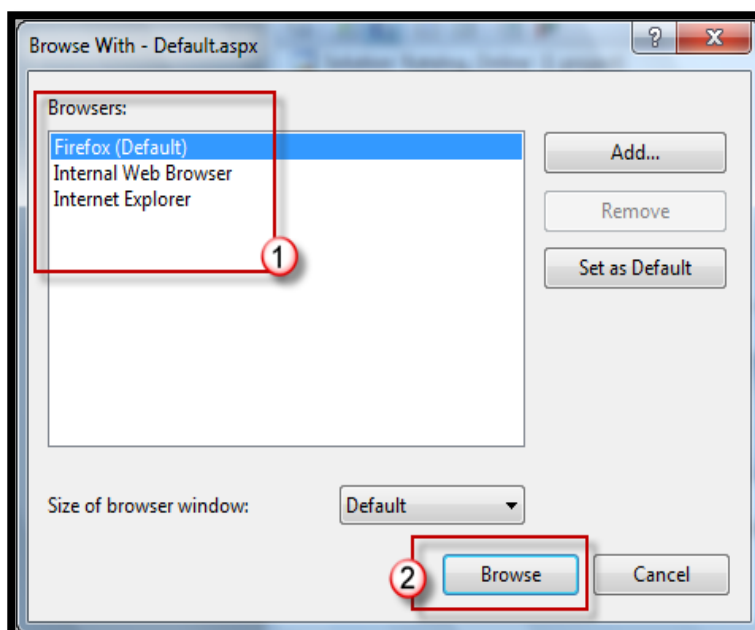 Browse With - Default.aspx
?
X
Browsers:
Firefox (Default)
Internal Web Browser
Internet Explorer
1
Add...
Remove
Set as Default
Size of browser window:
Default
2
Browse
Cancel